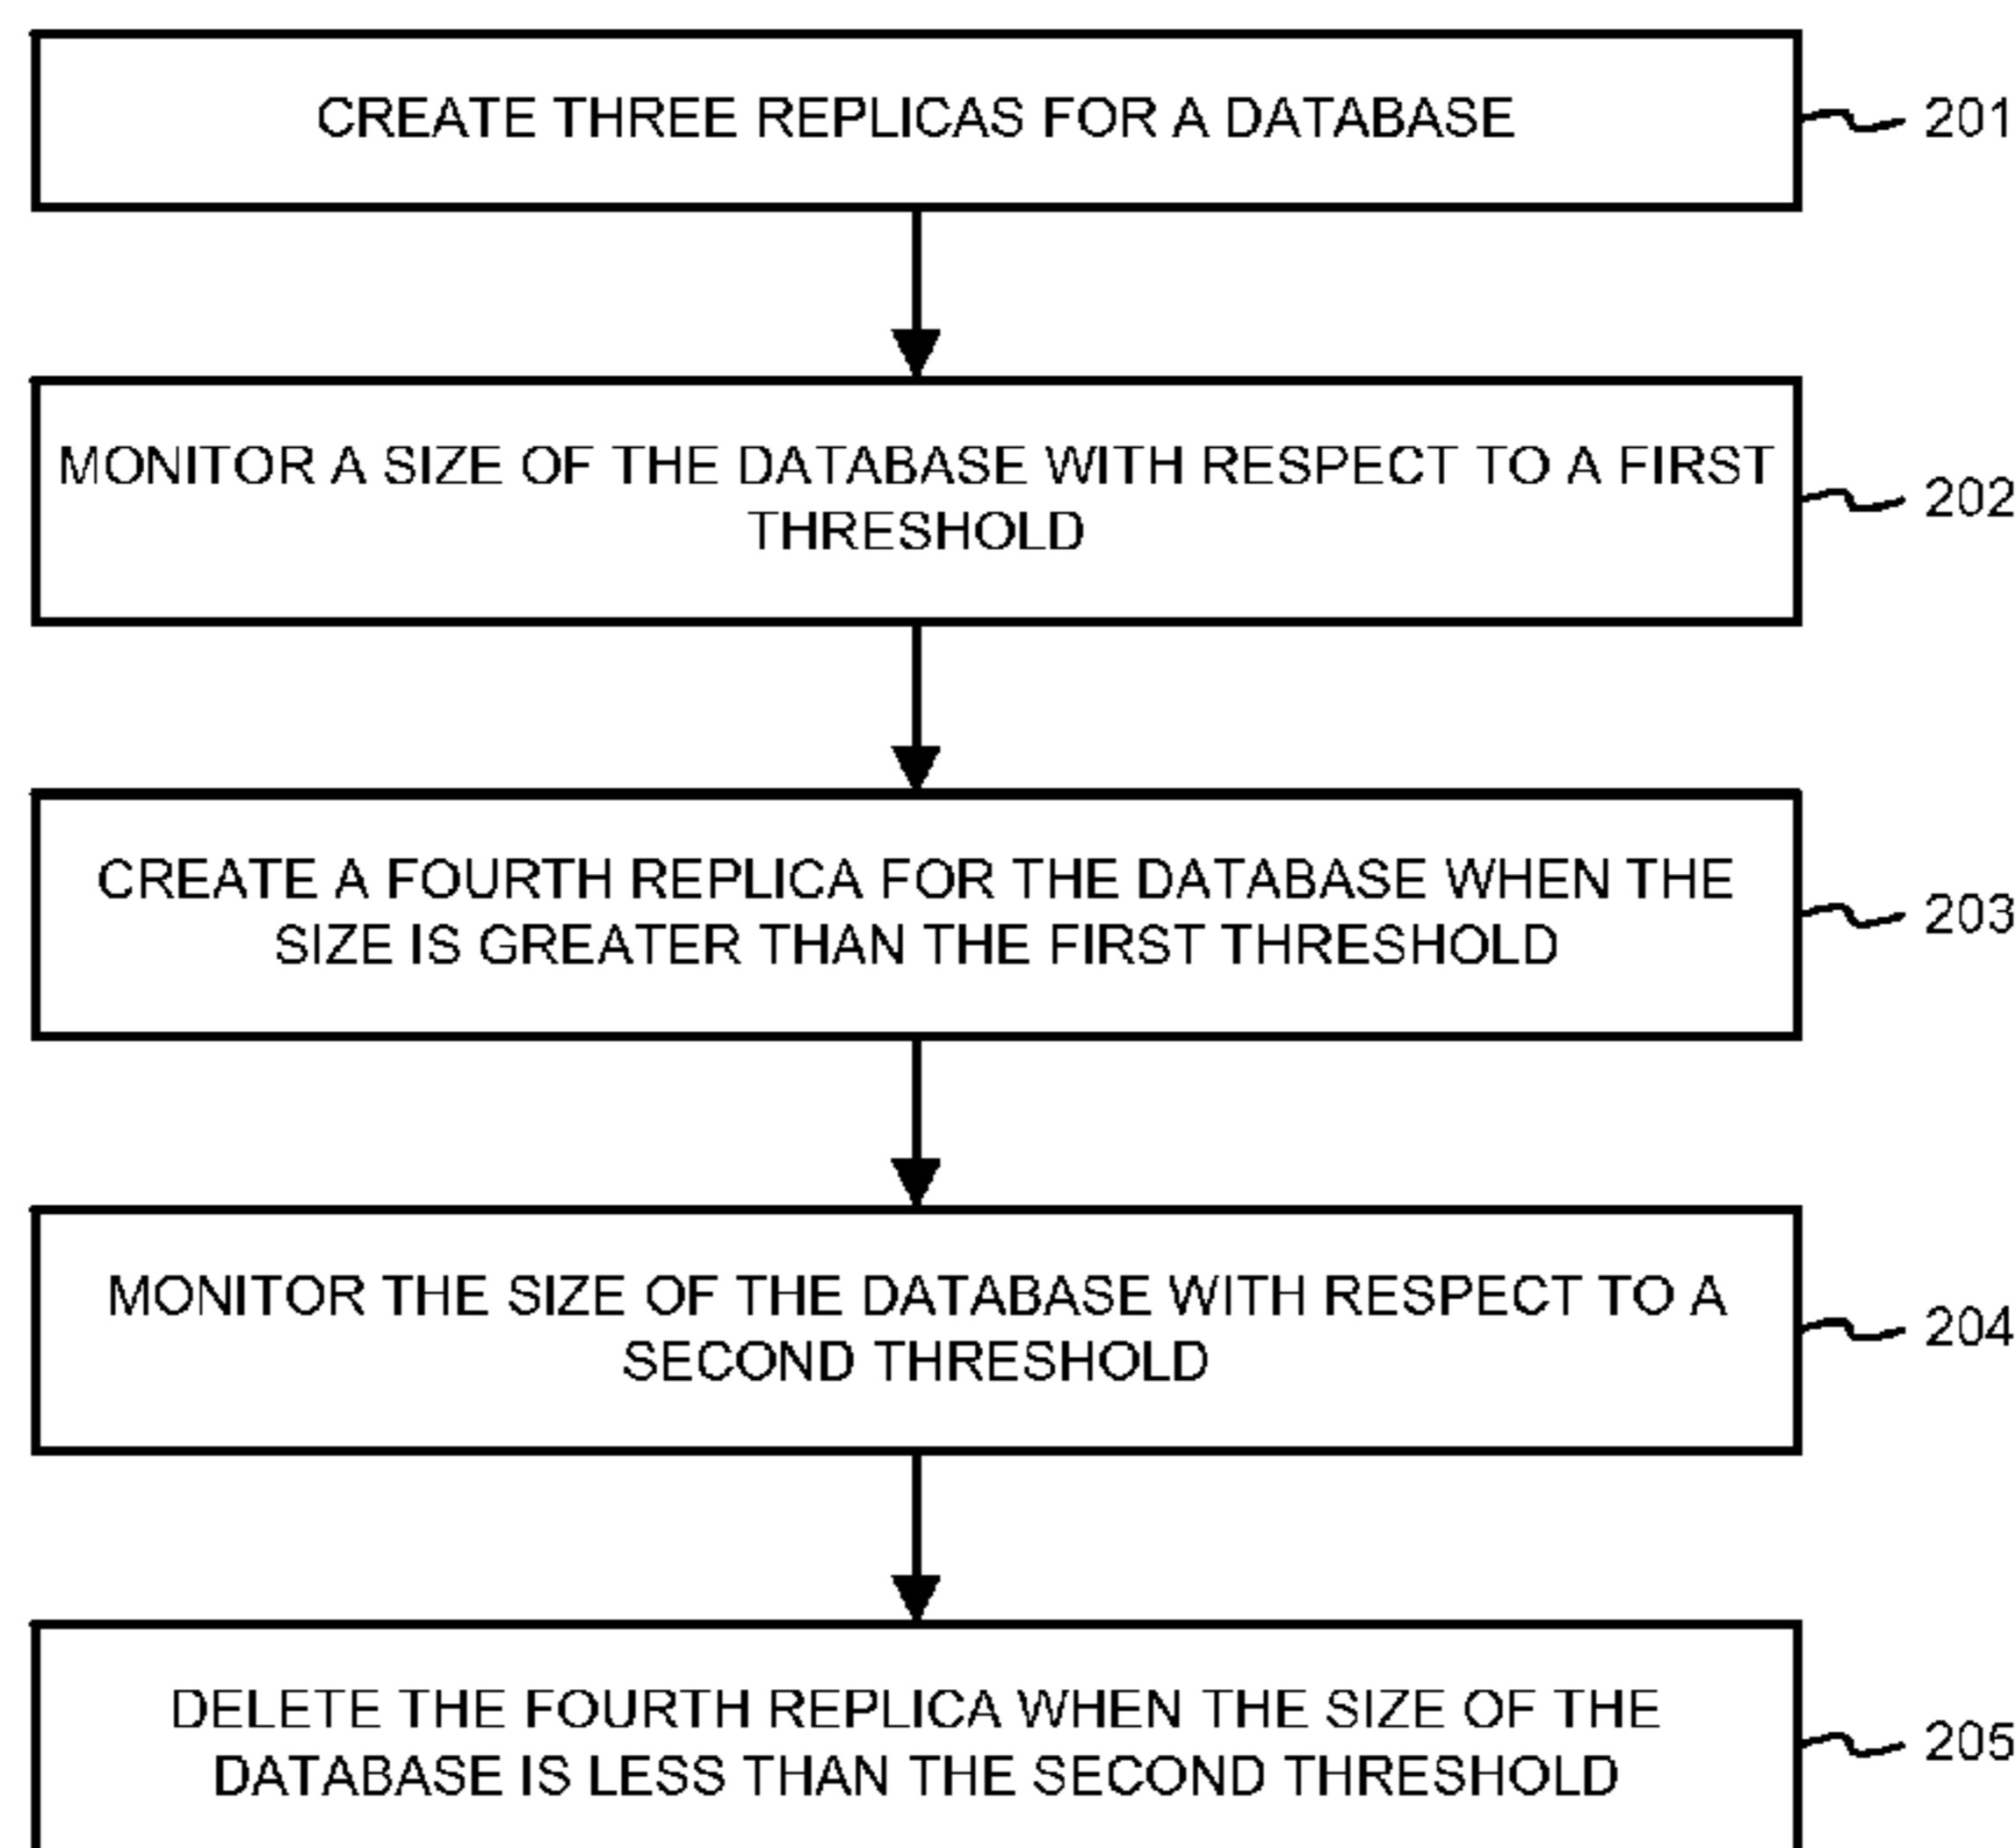 CREATE THREE REPLICAS FOR A DATABASE
201
MONITOR A SIZE OF THE DATABASE WITH RESPECT TO A FIRST
THRESHOLD
202
CREATE A FOURTH REPLICA FOR THE DATABASE WHEN THE
SIZE IS GREATER THAN THE FIRST THRESHOLD
203
MONITOR THE SIZE OF THE DATABASE WITH RESPECT TO A
SECOND THRESHOLD
204
DELETE THE FOURTH REPLICA WHEN THE SIZE OF THE
DATABASE IS LESS THAN THE SECOND THRESHOLD
205